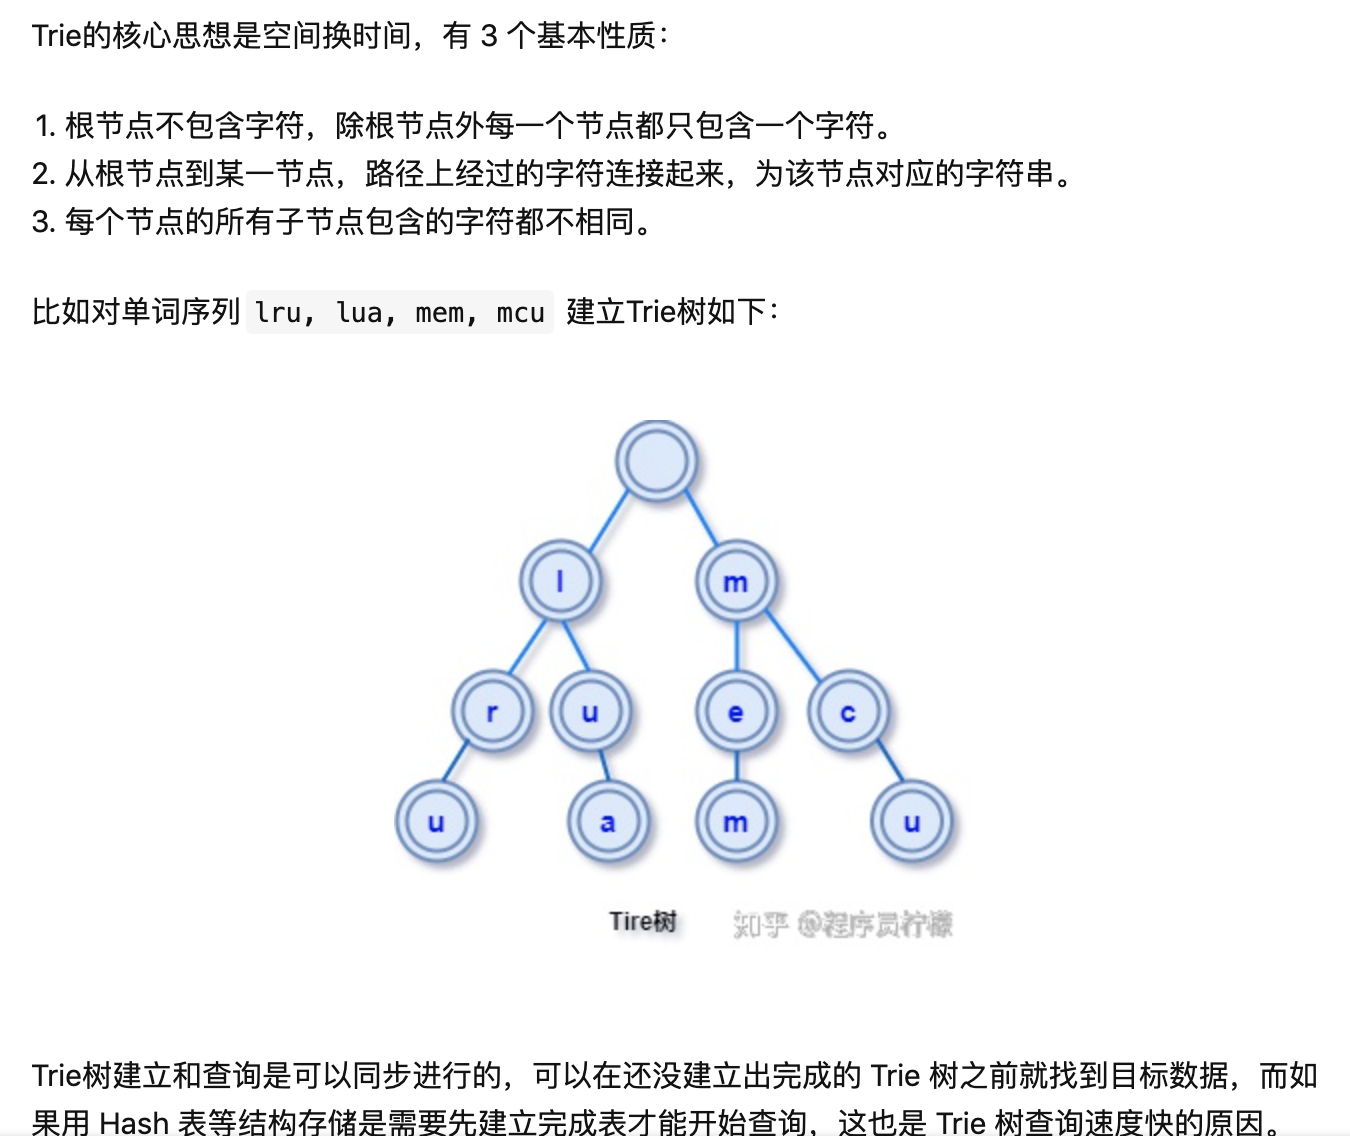 Trie的核心思想是空间换时间，有 3 个基本性质：
1. 根节点不包含字符，除根节点外每一个节点都只包含一个字符。
2. 从根节点到某一节点，路径上经过的字符连接起来，为该节点对应的字符串。
3. 每个节点的所有子节点包含的字符都不相同。
比如对单词序列 lru, lua, mem, mcu 建立Trie树如下：
l m
r u e c
u a m u
Tire树 知乎 @程序员柠檬
Trie树建立和查询是可以同步进行的，可以在还没建立出完成的 Trie 树之前就找到目标数据，而如
果用 Hash 表等结构存储是需要先建立完成表才能开始查询，这也是 Trie 树查询速度快的原因。